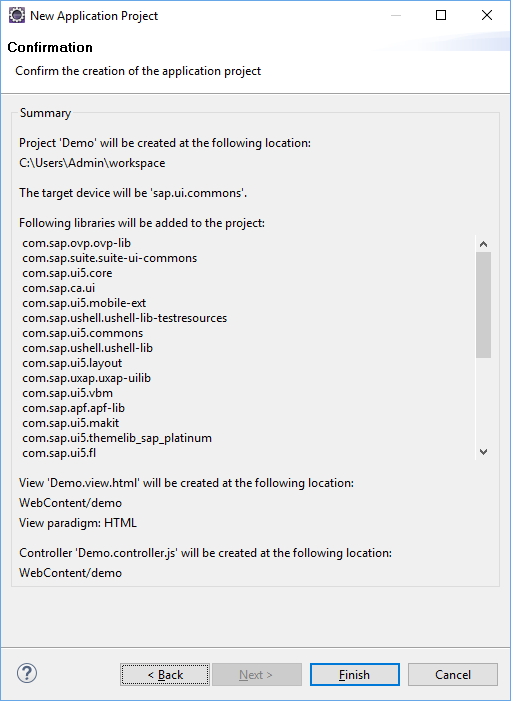 New Application Project
Confirmation
Confirm the creation of the application project
Summary
Project 'Demo' will be created at the following location:
C:\Users\Admin\workspace
The target device will be 'sap.ui.commons'.
Following libraries will be added to the project:
com.sap.ovp.ovp-lib
com.sap.suite.suite-ui-commons
com.sap.ui5.core
com.sap.ca.ui
com.sap.ui5.mobile-ext
com.sap.ushell.ushell-lib-testresources
com.sap.ui5.commons
com.sap.ushell.ushell-lib
com.sap.ui5.layout
com.sap.uxap.uxap-uilib
com.sap.ui5.vbm
com.sap.apf.apf-lib
com.sap.ui5.makit
com.sap.ui5.themelib_sap_platinum
com.sap.ui5.fl
View 'Demo.view.html' will be created at the following location:
WebContent/demo
View paradigm: HTML
Controller 'Demo.controller.js' will be created at the following location:
WebContent/demo
? < Back Next > Finish Cancel